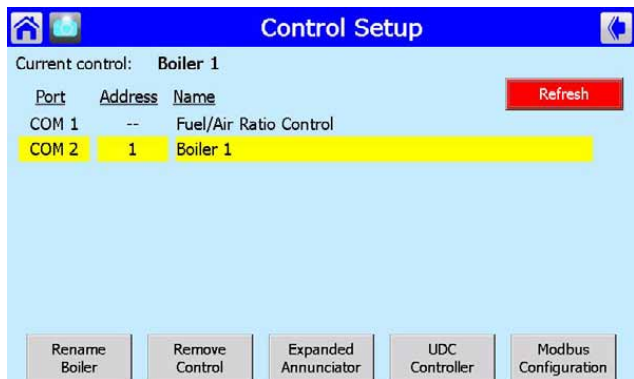 Control Setup
Current control: Boiler 1
Refresh
Port Address Name
COM 1 -- Fuel/Air Ratio Control
COM 2 1 Boiler 1
Rename Boiler
Remove Control
Expanded Annunciator
UDC Controller
Modbus Configuration